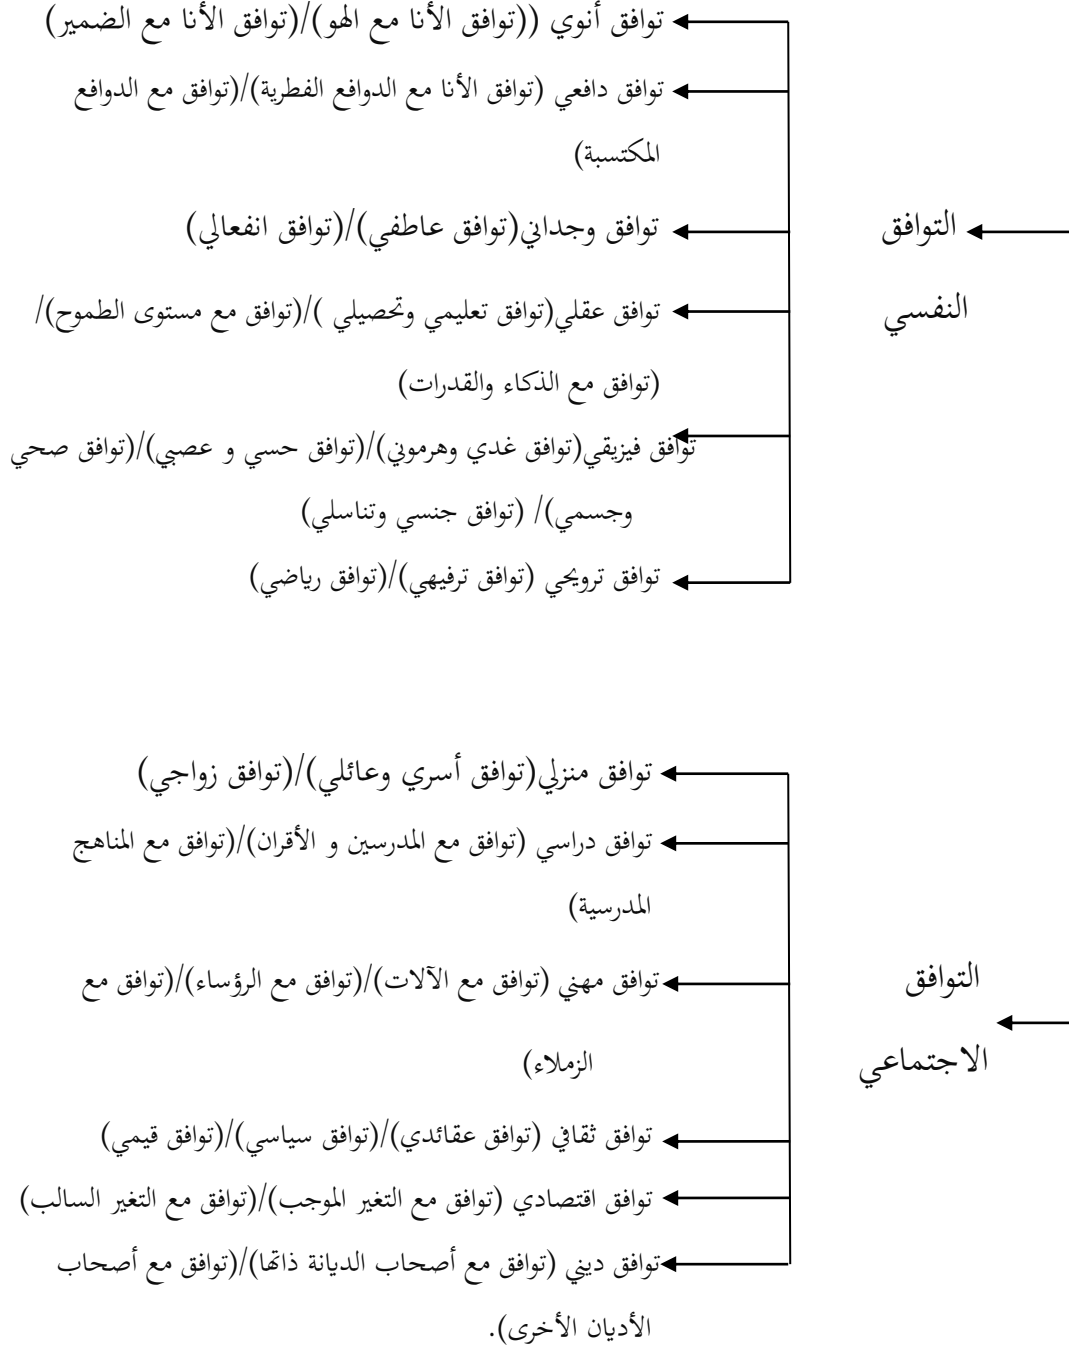 توافق أنوي ((توافق الأنا مع الهو)/(توافق الأنا مع الضمير)
توافق دافعي (توافق الأنا مع الدوافع الفطرية)/(توافق مع الدوافع
المكتسبة)
التوافق
توافق وجداني(توافق عاطفي)/(توافق انفعالي)
النفسي
توافق عقلي(توافق تعليمي وتحصيلي )/(توافق مع مستوى الطموح)/
(توافق مع الذكاء والقدرات)
توافق فيزيقي(توافق غدي وهرموني)/(توافق حسي و عصبي)/(توافق صحي
وجسمي)/ (توافق جنسي وتناسلي)
توافق ترويحي (توافق ترفيهي)/(توافق رياضي)
توافق منزلي(توافق أسري وعائلي)/(توافق زواجي)
توافق دراسي (توافق مع المدرسين و الأقران)/(توافق مع المناهج
المدرسية)
التوافق
توافق مهني (توافق مع الآلات)/(توافق مع الرؤساء)/(توافق مع
الاجتماعي
الزملاء)
توافق ثقافي (توافق عقائدي)/(توافق سياسي)/(توافق قيمي)
توافق اقتصادي (توافق مع التغير الموجب)/(توافق مع التغير السالب)
توافق ديني (توافق مع أصحاب الديانة ذاتها)/(توافق مع أصحاب
الأديان الأخرى).